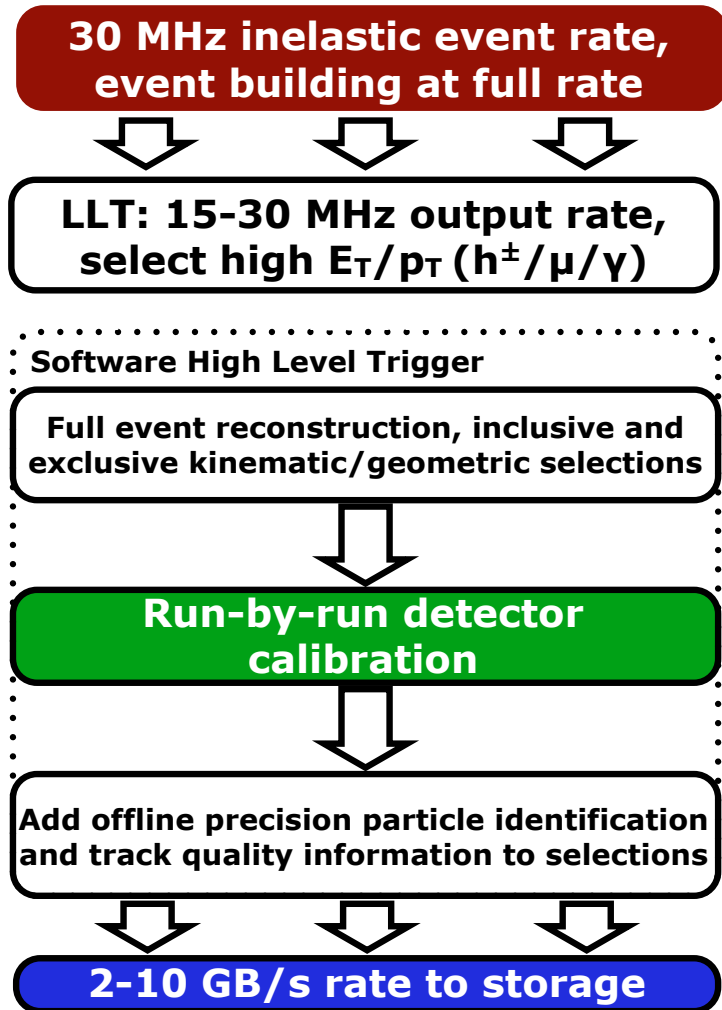 30 MHz inelastic event rate,
event building at full rate
LLT: 15-30 MHz output rate,
select high E_T/p_T (h±/μ/γ)
Software High Level Trigger
Full event reconstruction, inclusive and
exclusive kinematic/geometric selections
Run-by-run detector
calibration
Add offline precision particle identification
and track quality information to selections
2-10 GB/s rate to storage